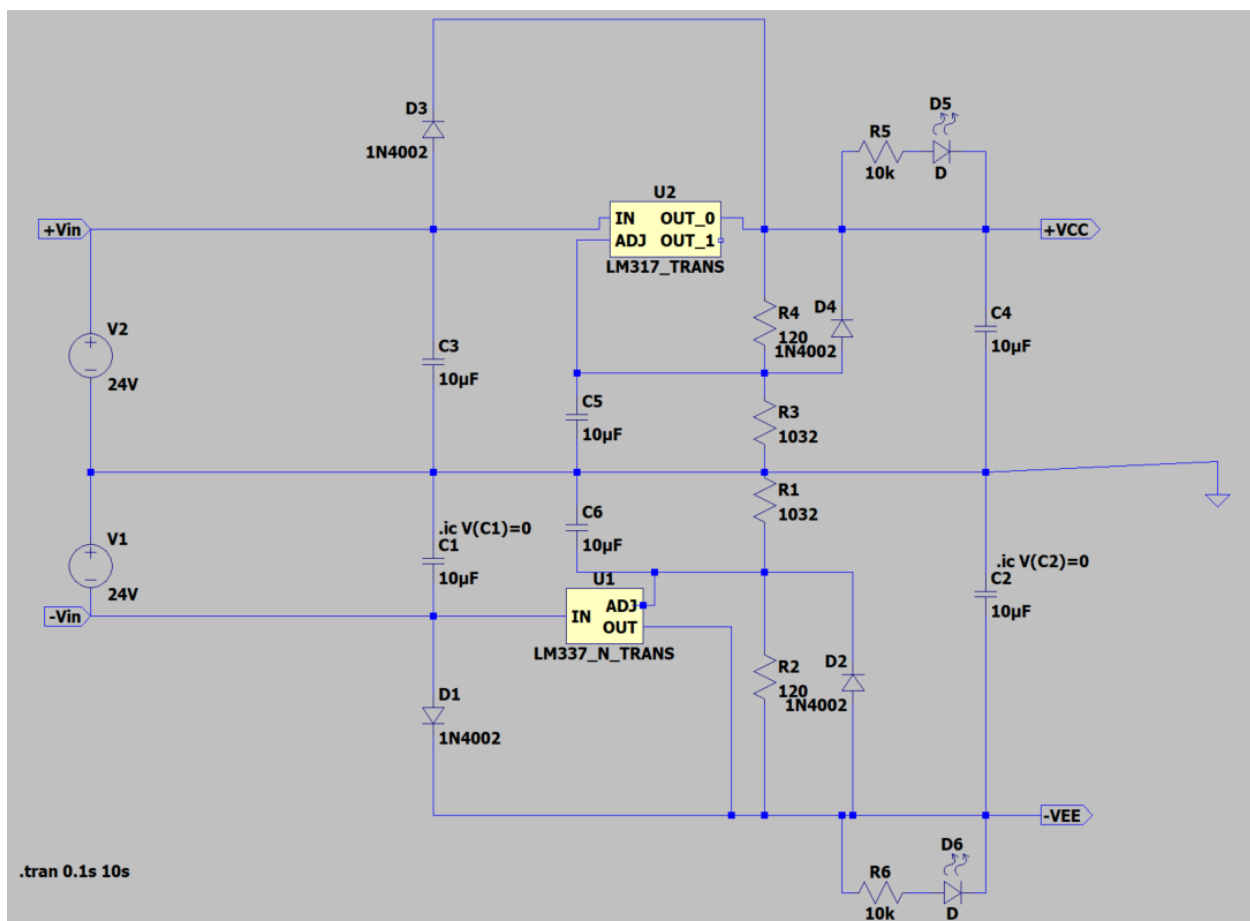 D3
1N4002
D5
R5
10k
D
U2
+Vin
IN
OUT_0
ADJ
OUT_1
LM317_TRANS
+VCC
V2
24V
C3
10µF
R4
120
D4
1N4002
C4
10µF
C5
10µF
R3
1032
R1
1032
V1
24V
.ic V(C1)=0
C1
10µF
C6
10µF
.ic V(C2)=0
C2
10µF
-Vin
U1
IN
ADJ
OUT
LM337_N_TRANS
R2
120
D2
1N4002
D1
1N4002
-VEE
R6
10k
D6
D
.tran 0.1s 10s